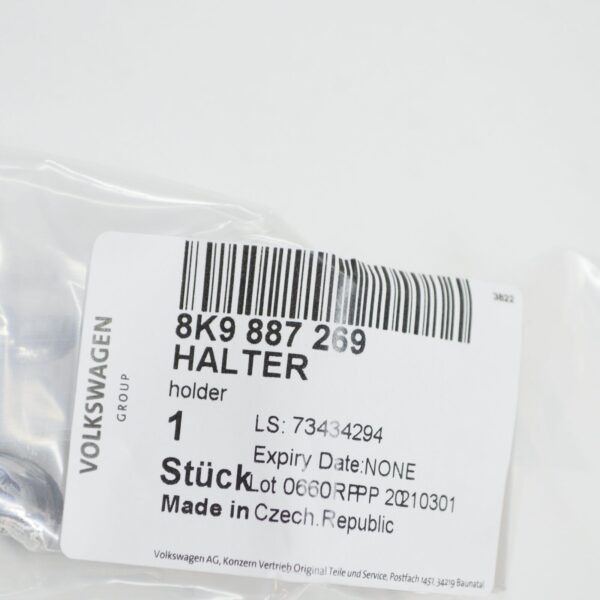 3822
8K9 887 269
HALTER
holder
1
LS: 73434294
Expiry Date:NONE
Stück
Lot 0660RPPP 20210301
Made in Czech.Republic
Volkswagen AG, Konzern Vertrieb Original Teile und Service, Postfach 1451, 34219 Baunatal
VOLKSWAGEN
GROUP